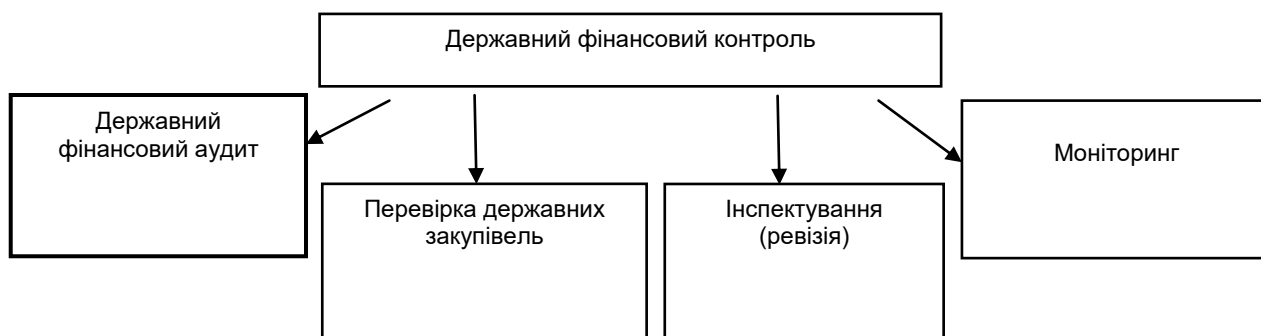 Державний фінансовий контроль
Державний
фінансовий аудит
Перевірка державних
закупівель
Інспектування
(ревізія)
Моніторинг